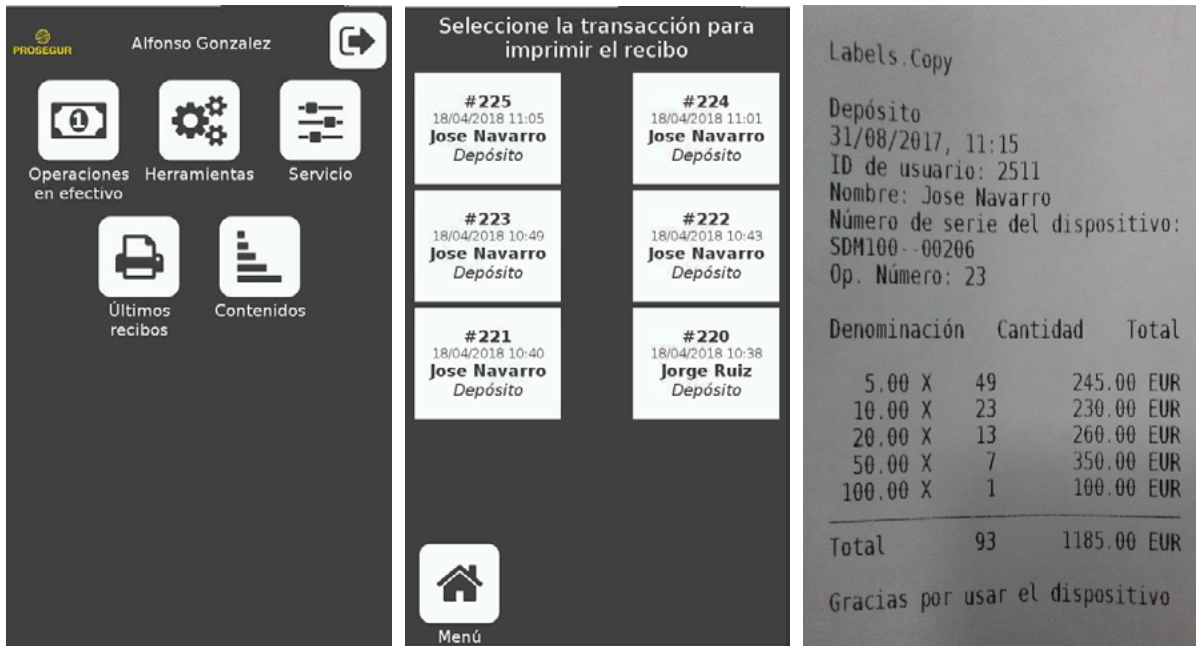 PROSEGUR
Alfonso Gonzalez
Operaciones
en efectivo
Herramientas
Servicio
Últimos
recibos
Contenidos
Seleccione la transacción para
imprimir el recibo
#225
18/04/2018 11:05
Jose Navarro
Depósito
#224
18/04/2018 11:01
Jose Navarro
Depósito
#223
18/04/2018 10:49
Jose Navarro
Depósito
#222
18/04/2018 10:43
Jose Navarro
Depósito
#221
18/04/2018 10:40
Jose Navarro
Depósito
#220
18/04/2018 10:38
Jorge Ruiz
Depósito
Menú
Labels.Copy
Depósito
31/08/2017, 11:15
ID de usuario: 2511
Nombre: Jose Navarro
Número de serie del dispositivo:
SDM100--00206
Op. Número: 23
Denominación Cantidad Total
5.00 X 49 245.00 EUR
10.00 X 23 230.00 EUR
20.00 X 13 260.00 EUR
50.00 X 7 350.00 EUR
100.00 X 1 100.00 EUR
Total 93 1185.00 EUR
Gracias por usar el dispositivo